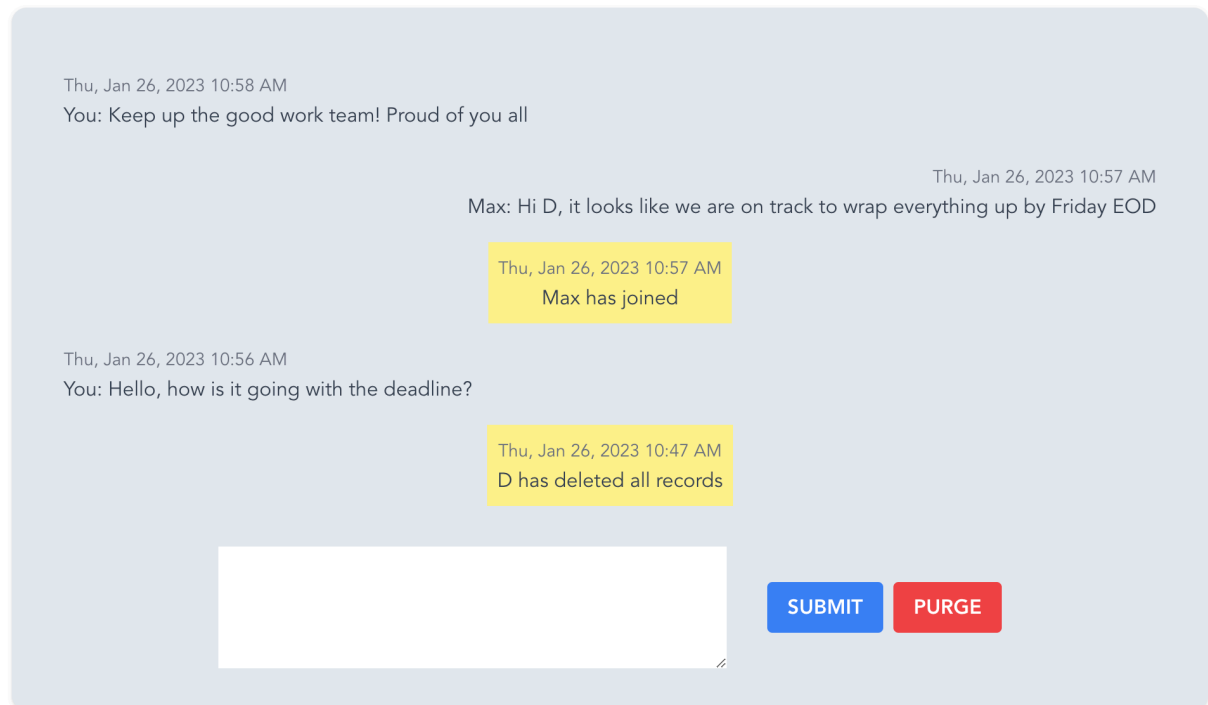 Thu, Jan 26, 2023 10:58 AM
You: Keep up the good work team! Proud of you all
Thu, Jan 26, 2023 10:57 AM
Max: Hi D, it looks like we are on track to wrap everything up by Friday EOD
Thu, Jan 26, 2023 10:57 AM
Max has joined
Thu, Jan 26, 2023 10:56 AM
You: Hello, how is it going with the deadline?
Thu, Jan 26, 2023 10:47 AM
D has deleted all records
SUBMIT PURGE